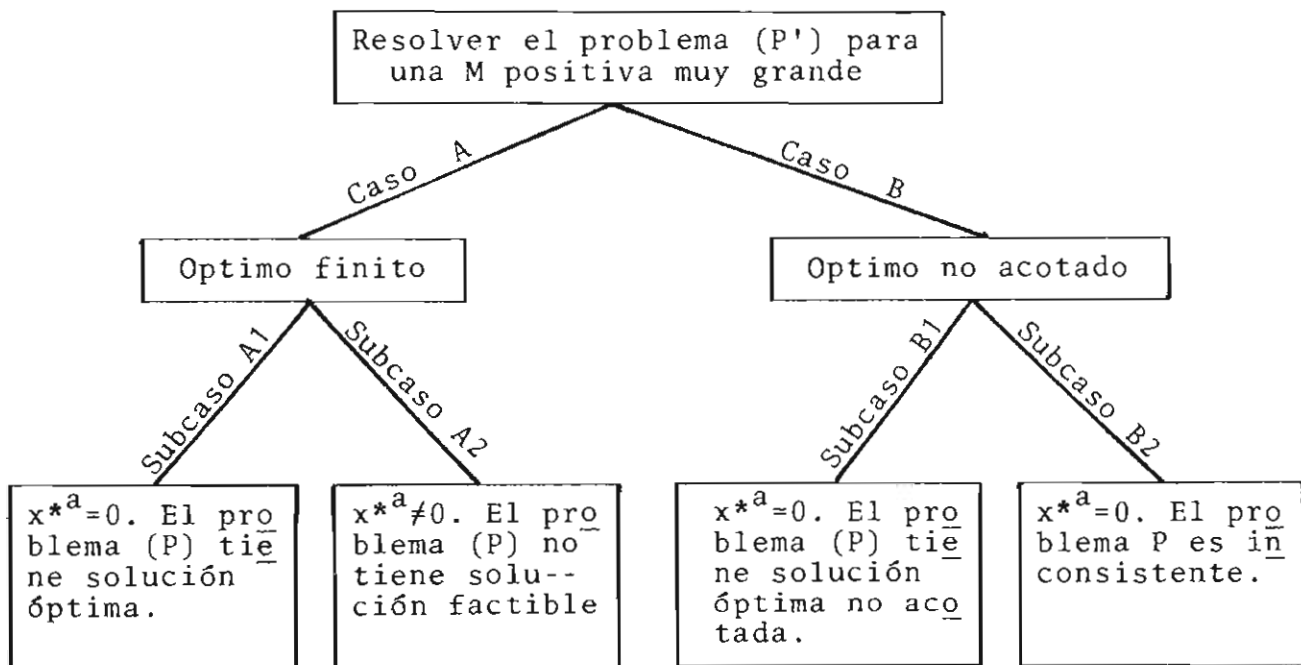 Resolver el problema (P') para
una M positiva muy grande
Caso A
Caso B
Optimo finito
Optimo no acotado
Subcaso A1
Subcaso A2
Subcaso B1
Subcaso B2
x*a=0. El pro
blema (P) tie
ne solución
óptima.
x*a≠0. El pro
blema (P) no
tiene solu--
ción factible
x*a=0. El pro
blema (P) tie
ne solución
óptima no aco
tada.
x*a=0. El pro
blema P es in
consistente.